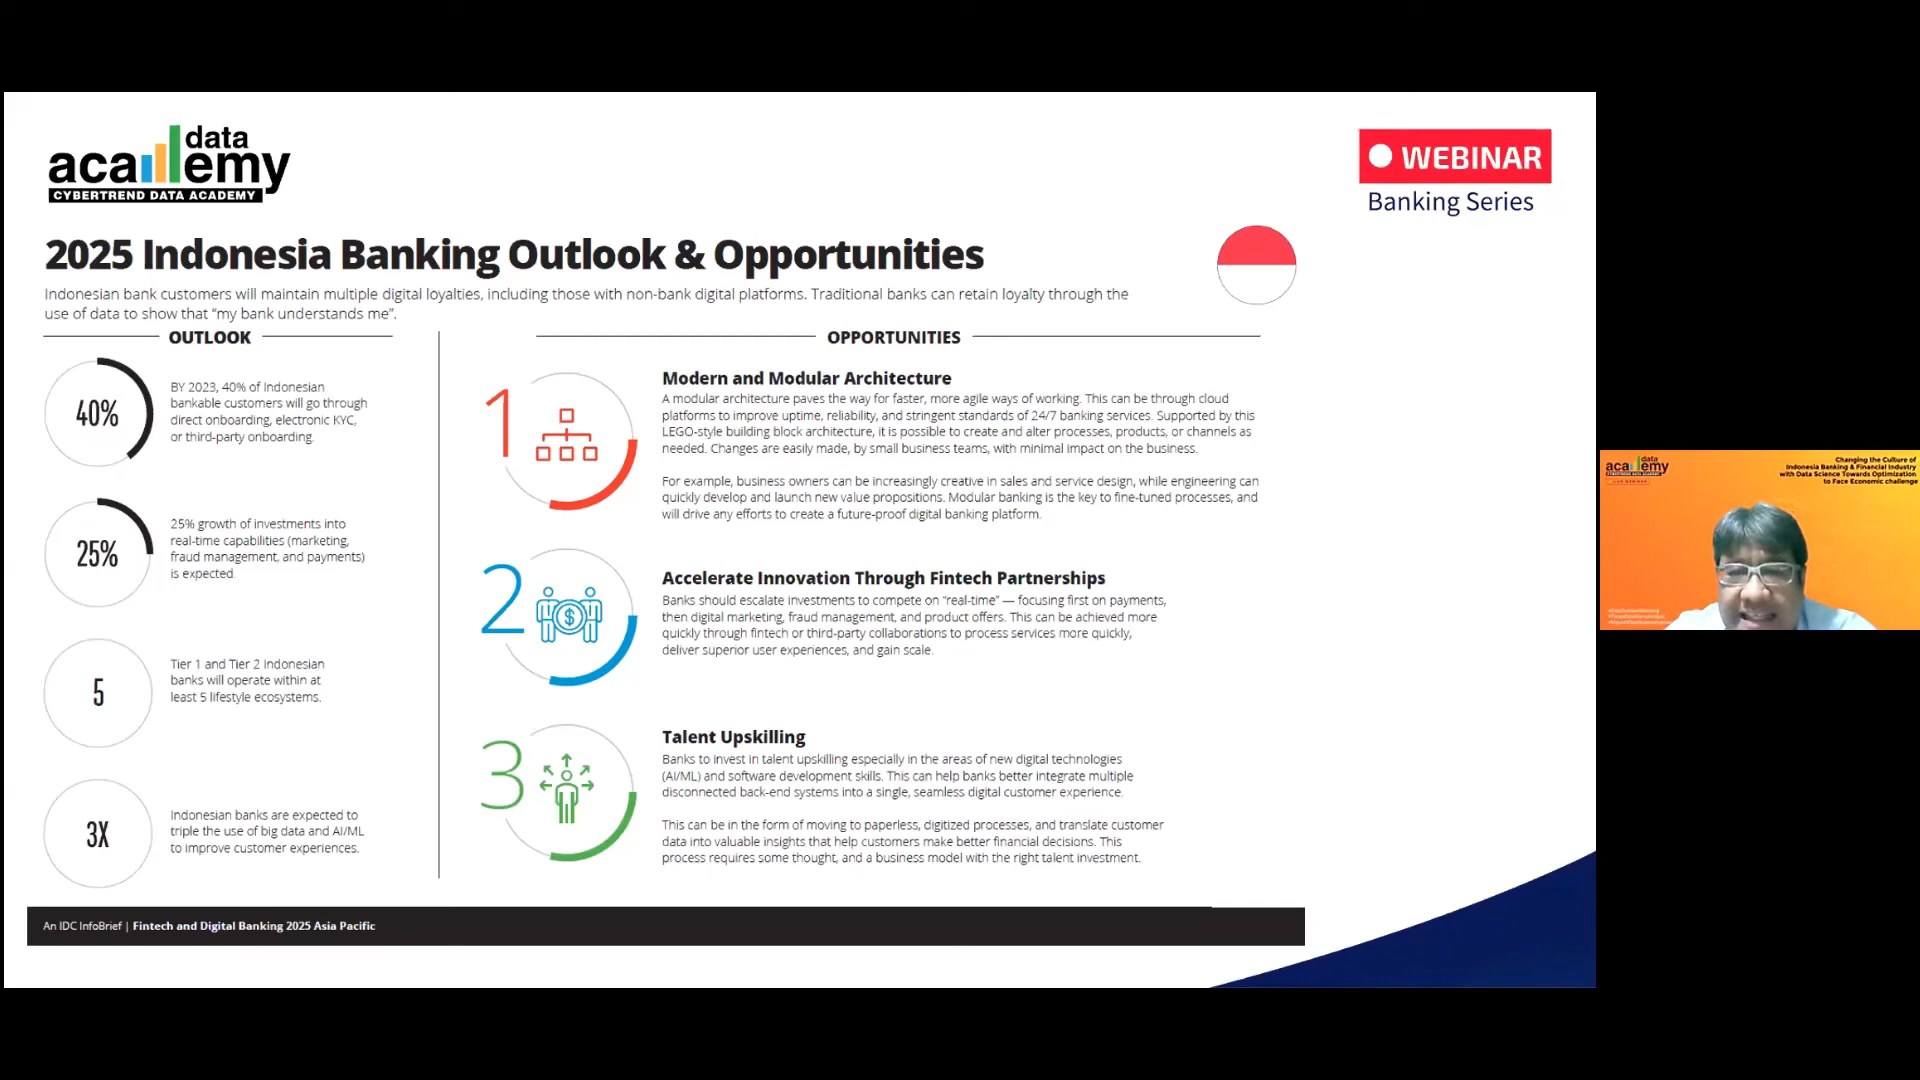 data
academy
CYBERTREND DATA ACADEMY
WEBINAR
Banking Series
2025 Indonesia Banking Outlook & Opportunities
Indonesian bank customers will maintain multiple digital loyalties, including those with non-bank digital platforms. Traditional banks can retain loyalty through the
use of data to show that “my bank understands me”.
OUTLOOK
40%
BY 2023, 40% of Indonesian
bankable customers will go through
direct onboarding, electronic KYC,
or third-party onboarding.
25%
25% growth of investments into
real-time capabilities (marketing,
fraud management, and payments)
is expected.
5
Tier 1 and Tier 2 Indonesian
banks will operate within at
least 5 lifestyle ecosystems.
3X
Indonesian banks are expected to
triple the use of big data and AI/ML
to improve customer experiences.
OPPORTUNITIES
1
Modern and Modular Architecture
A modular architecture paves the way for faster, more agile ways of working. This can be through cloud
platforms to improve uptime, reliability, and stringent standards of 24/7 banking services. Supported by this
LEGO-style building block architecture, it is possible to create and alter processes, products, or channels as
needed. Changes are easily made, by small business teams, with minimal impact on the business.
For example, business owners can be increasingly creative in sales and service design, while engineering can
quickly develop and launch new value propositions. Modular banking is the key to fine-tuned processes, and
will drive any efforts to create a future-proof digital banking platform.
2
$
Accelerate Innovation Through Fintech Partnerships
Banks should escalate investments to compete on “real-time” — focusing first on payments,
then digital marketing, fraud management, and product offers. This can be achieved more
quickly through fintech or third-party collaborations to process services more quickly,
deliver superior user experiences, and gain scale.
3
Talent Upskilling
Banks to invest in talent upskilling especially in the areas of new digital technologies
(AI/ML) and software development skills. This can help banks better integrate multiple
disconnected back-end systems into a single, seamless digital customer experience.
This can be in the form of moving to paperless, digitized processes, and translate customer
data into valuable insights that help customers make better financial decisions. This
process requires some thought, and a business model with the right talent investment.
An IDC InfoBrief | Fintech and Digital Banking 2025 Asia Pacific
data
academy
Changing the Culture of
Indonesia Banking & Financial Industry
with Data Science Towards Optimization
to Face Economic challenge